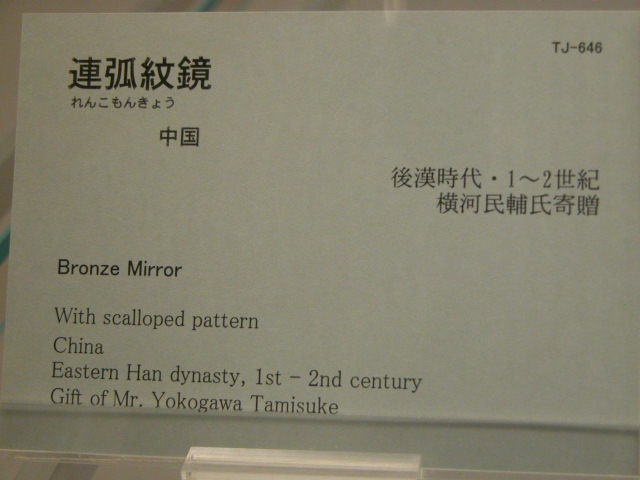 TJ-646
連弧紋鏡
れんこもんきょう
中国
後漢時代・1～2世紀
横河民輔氏寄贈
Bronze Mirror
With scalloped pattern
China
Eastern Han dynasty, 1st - 2nd century
Gift of Mr. Yokogawa Tamisuke